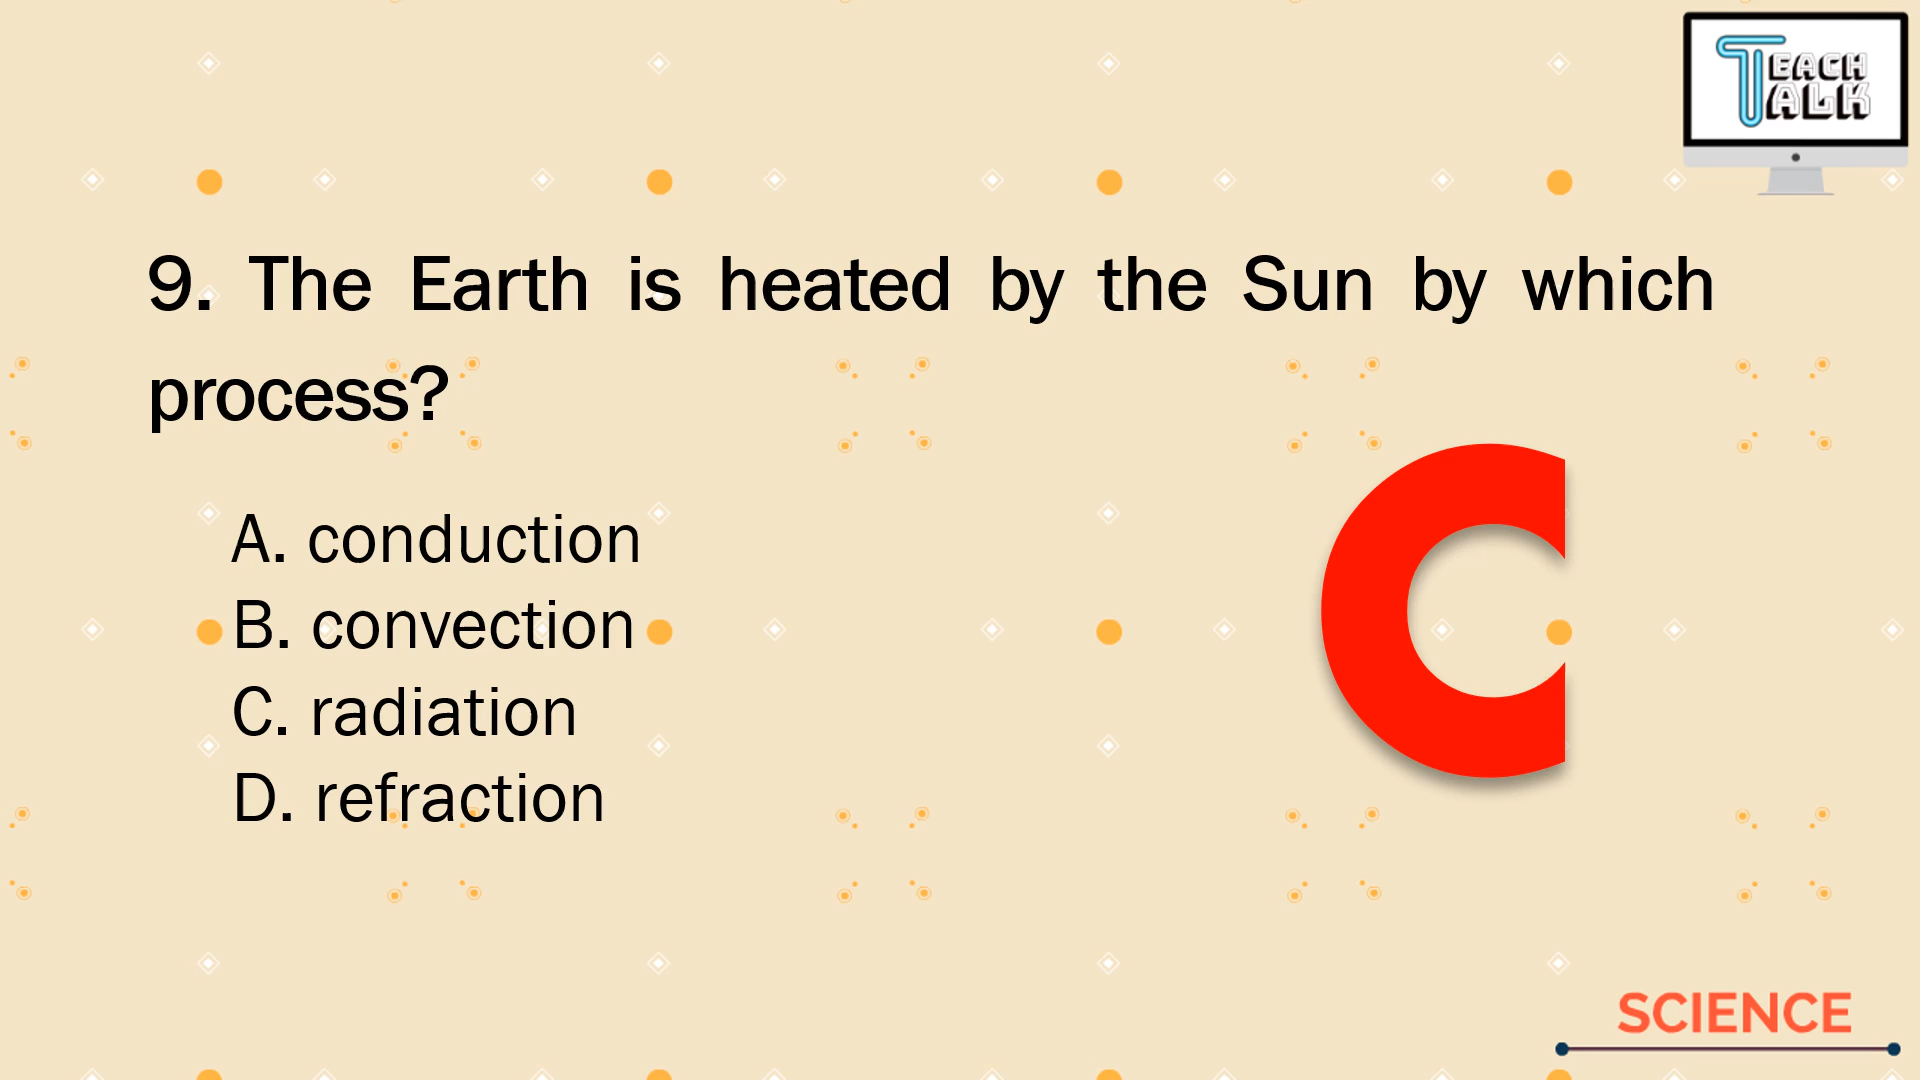 TEACH
TALK
9. The Earth is heated by the Sun by which
process?
A. conduction
B. convection
C. radiation
D. refraction
C
SCIENCE